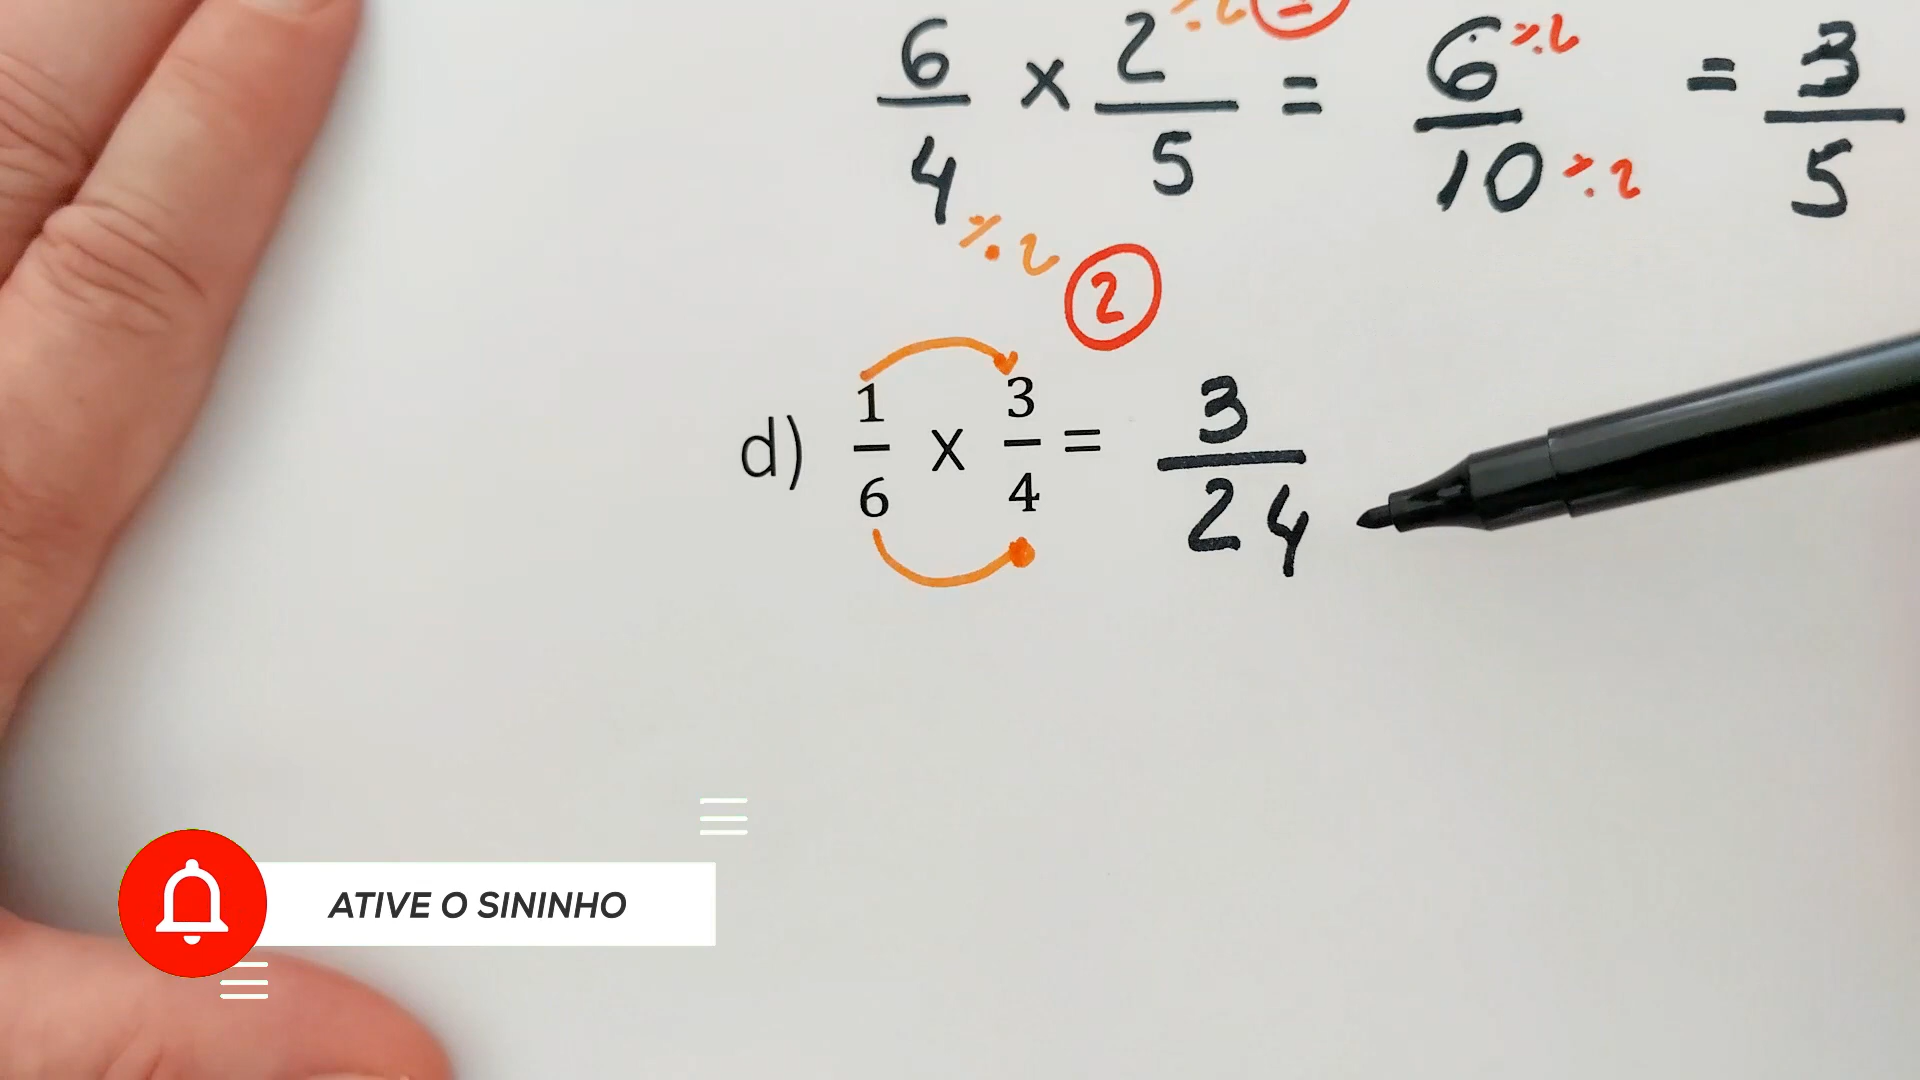 6/4 x 2/5 = 6/10 = 3/5
÷2 ÷2 ÷2 ÷2
2
d) 1/6 x 3/4 = 3/24
ATIVE O SININHO